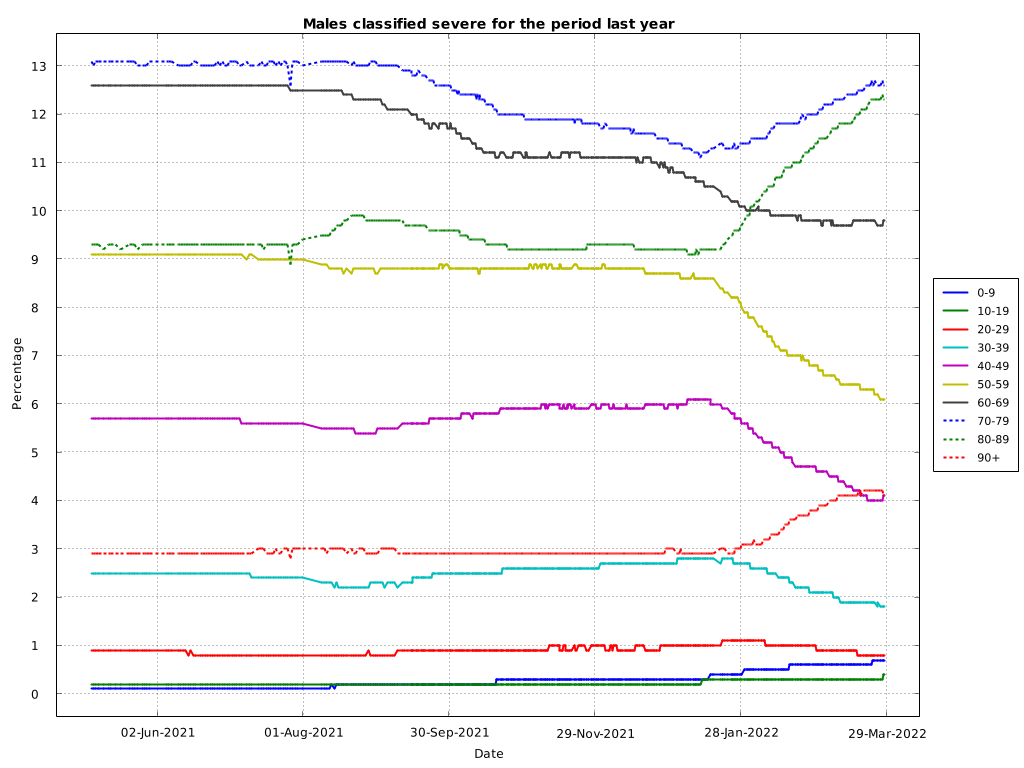 Males classified severe for the period last year
Percentage
13
12
11
10
9
8
7
6
5
4
3
2
1
0
02-Jun-2021
01-Aug-2021
30-Sep-2021
29-Nov-2021
28-Jan-2022
29-Mar-2022
Date
0-9
10-19
20-29
30-39
40-49
50-59
60-69
70-79
80-89
90+